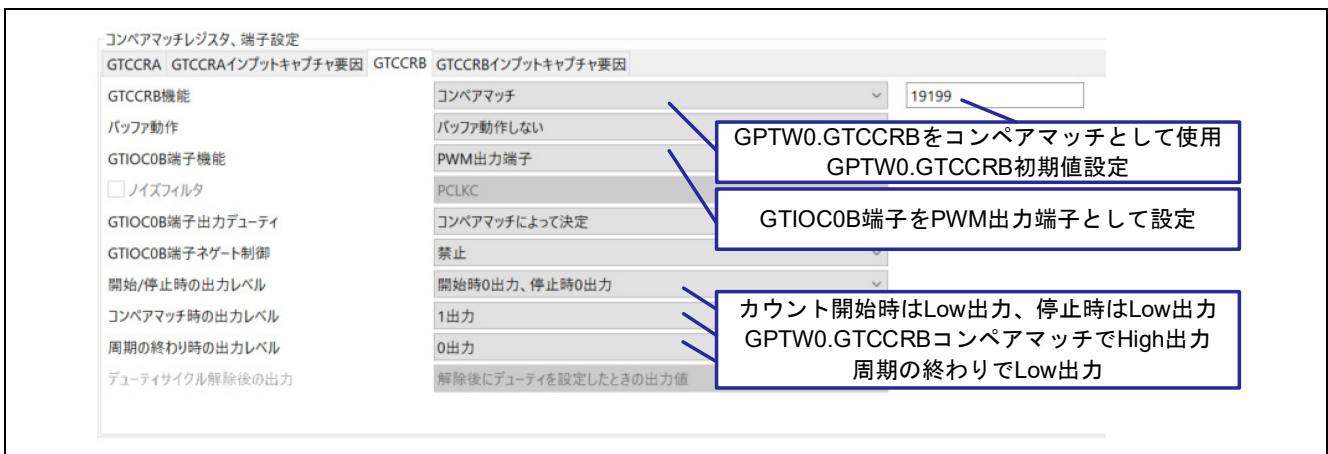 コンペアマッチレジスタ、端子設定
GTCCRA GTCCRAインプットキャプチャ要因 GTCCRB GTCCRBインプットキャプチャ要因
GTCCRB機能 コンペアマッチ 19199
バッファ動作 バッファ動作しない
GPTW0.GTCCRBをコンペアマッチとして使用
GPTW0.GTCCRB初期値設定
GTIOC0B端子機能 PWM出力端子
ノイズフィルタ PCLKC
GTIOC0B端子出力デューティ コンペアマッチによって決定
GTIOC0B端子をPWM出力端子として設定
GTIOC0B端子ネゲート制御 禁止
開始/停止時の出力レベル 開始時0出力、停止時0出力
カウント開始時はLow出力、停止時はLow出力
コンペアマッチ時の出力レベル 1出力
GPTW0.GTCCRBコンペアマッチでHigh出力
周期の終わり時の出力レベル 0出力
周期の終わりでLow出力
デューティサイクル解除後の出力 解除後にデューティを設定したときの出力値